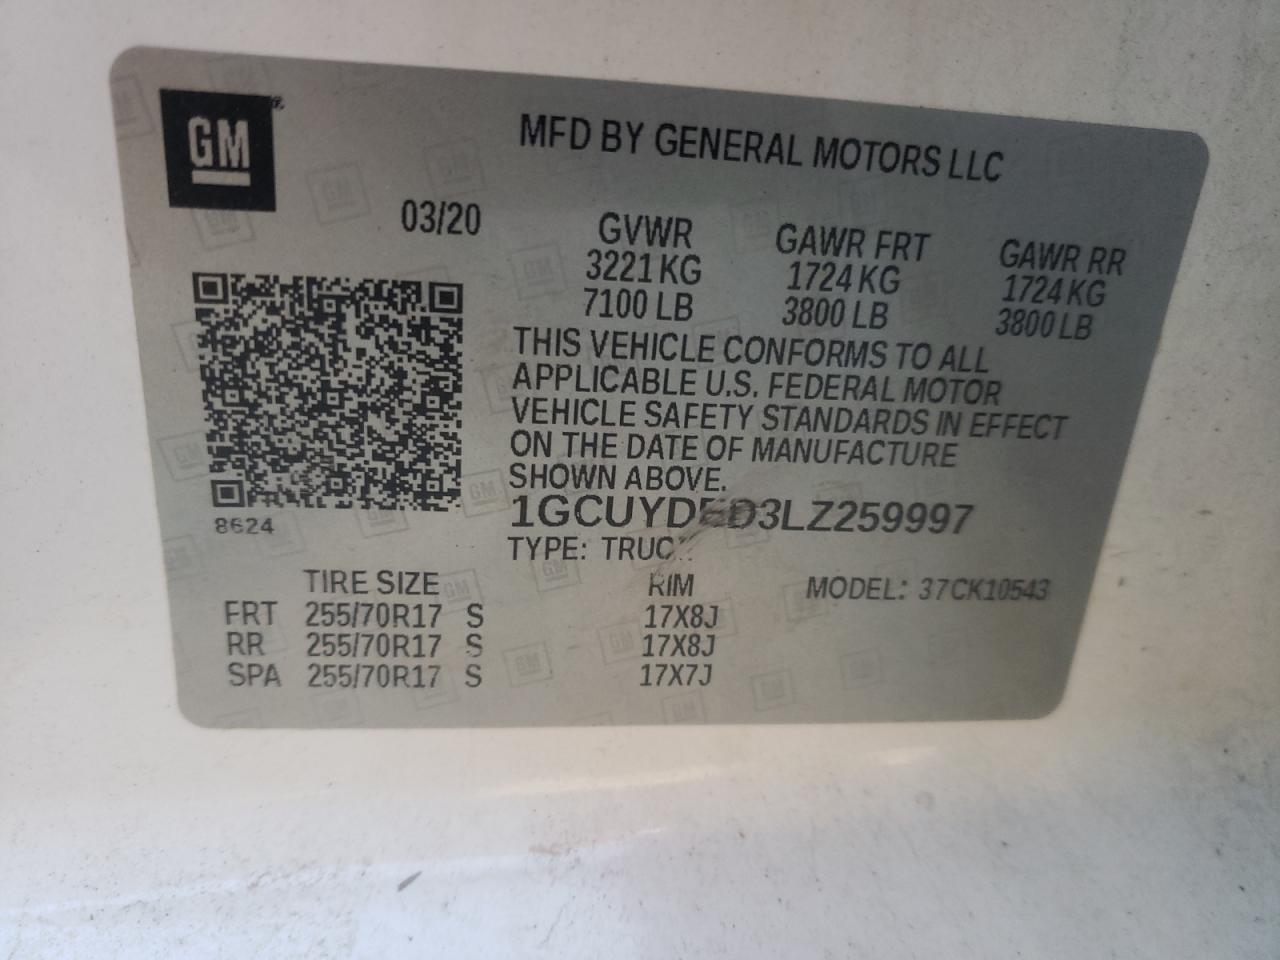 GM
MFD BY GENERAL MOTORS LLC
03/20
GVWR GAWR FRT GAWR RR
3221 KG 1724 KG 1724 KG
7100 LB 3800 LB 3800 LB
THIS VEHICLE CONFORMS TO ALL
APPLICABLE U.S. FEDERAL MOTOR
VEHICLE SAFETY STANDARDS IN EFFECT
ON THE DATE OF MANUFACTURE
SHOWN ABOVE.
8624
TYPE: TRUCK
TIRE SIZE RIM MODEL: 37CK10543
FRT 255/70R17 S 17X8J
RR 255/70R17 S 17X8J
SPA 255/70R17 S 17X7J